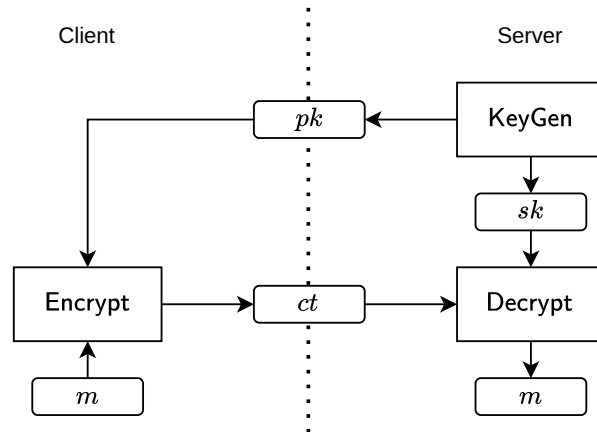 Client
Server
pk
KeyGen
sk
Encrypt
ct
Decrypt
m
m